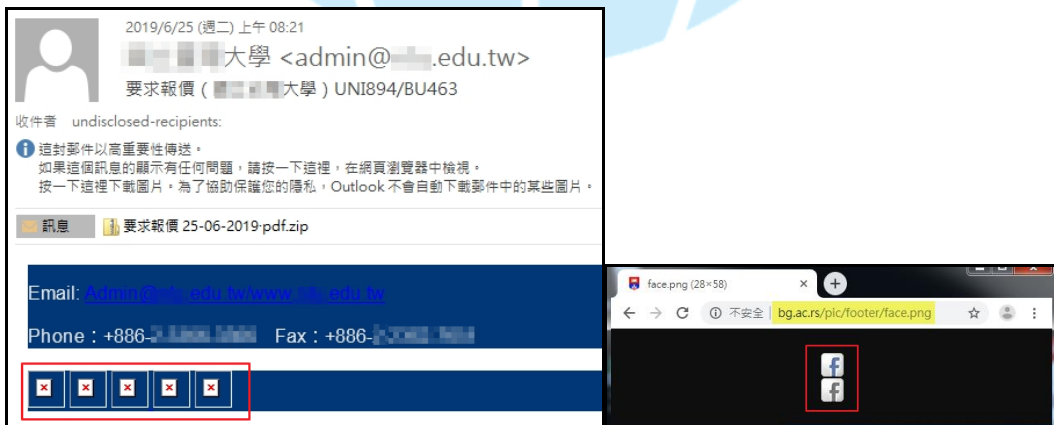 2019/6/25 (週二) 上午 08:21
大學 <admin@ .edu.tw>
要求報價 ( 大學 ) UNI894/BU463
收件者 undisclosed-recipients:
這封郵件以高重要性傳送。
如果這個訊息的顯示有任何問題，請按一下這裡，在網頁瀏覽器中檢視。
按一下這裡下載圖片。為了協助保護您的隱私，Outlook 不會自動下載郵件中的某些圖片。
訊息 要求報價 25-06-2019·pdf.zip
Email: Admin@ .edu.tw/www. .edu.tw
Phone：+886- Fax：+886-
face.png (28×58)
不安全 | bg.ac.rs/pic/footer/face.png
f
f